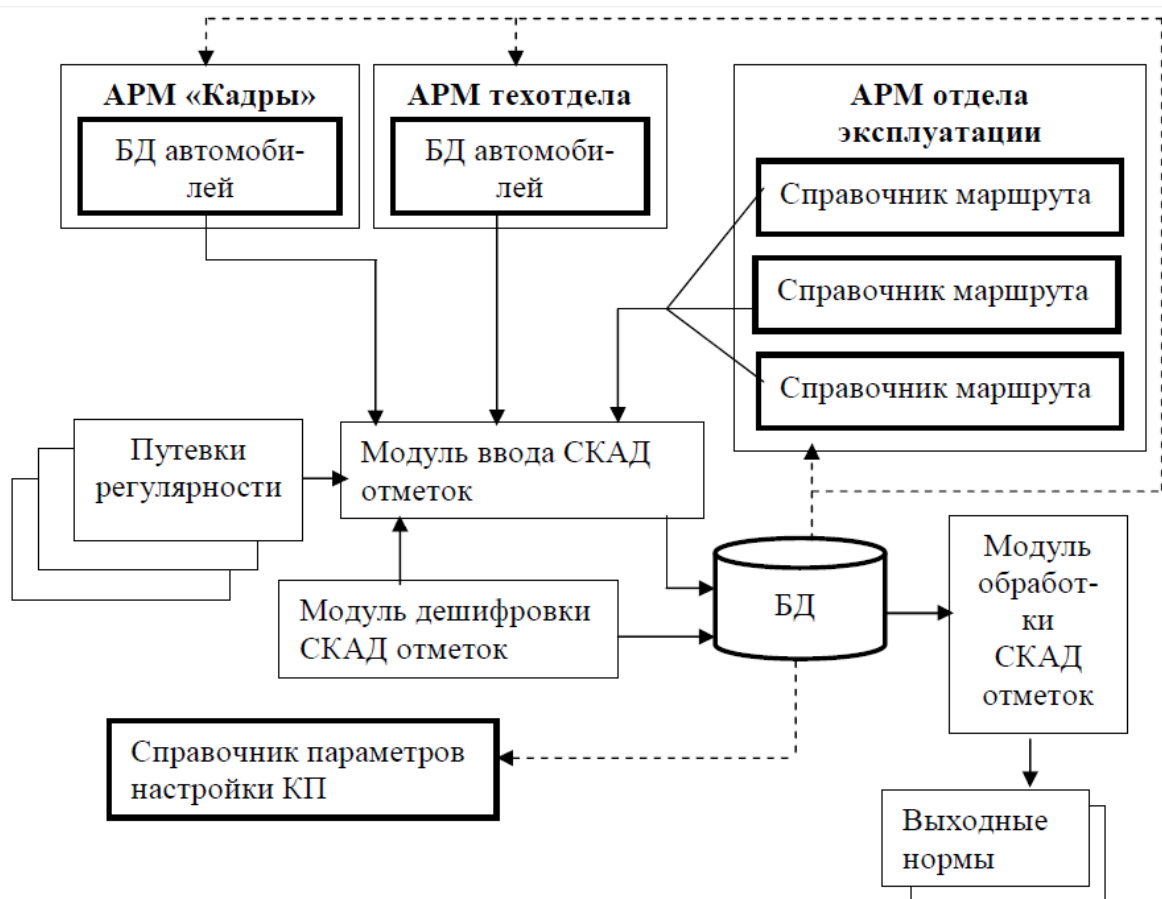 АРМ «Кадры»
БД автомоби-
лей
АРМ техотдела
БД автомоби-
лей
АРМ отдела
эксплуатации
Справочник маршрута
Справочник маршрута
Справочник маршрута
Путевки
регулярности
Модуль ввода СКАД
отметок
Модуль дешифровки
СКАД отметок
БД
Модуль
обработ-
ки
СКАД
отметок
Справочник параметров
настройки КП
Выходные
нормы